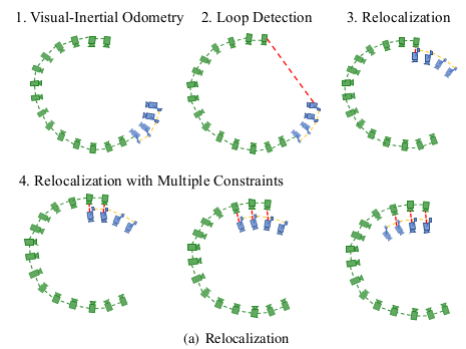 1. Visual-Inertial Odometry 2. Loop Detection 3. Relocalization
4. Relocalization with Multiple Constraints
(a) Relocalization